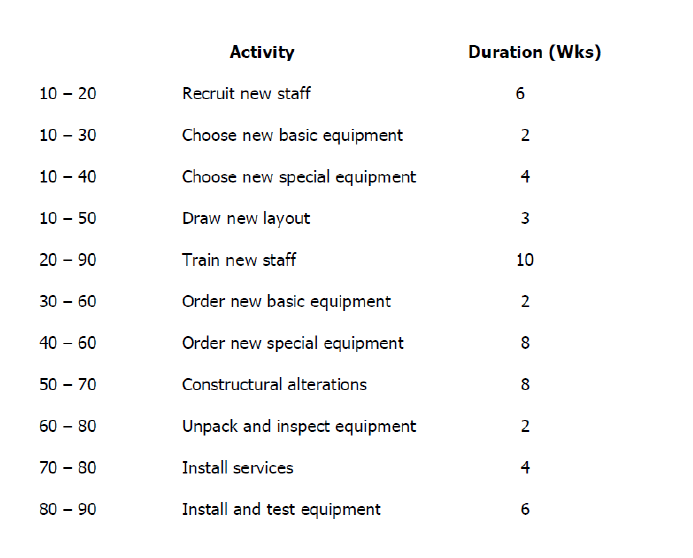 Activity Duration (Wks)
10 – 20 Recruit new staff 6
10 – 30 Choose new basic equipment 2
10 – 40 Choose new special equipment 4
10 – 50 Draw new layout 3
20 – 90 Train new staff 10
30 – 60 Order new basic equipment 2
40 – 60 Order new special equipment 8
50 – 70 Constructural alterations 8
60 – 80 Unpack and inspect equipment 2
70 – 80 Install services 4
80 – 90 Install and test equipment 6